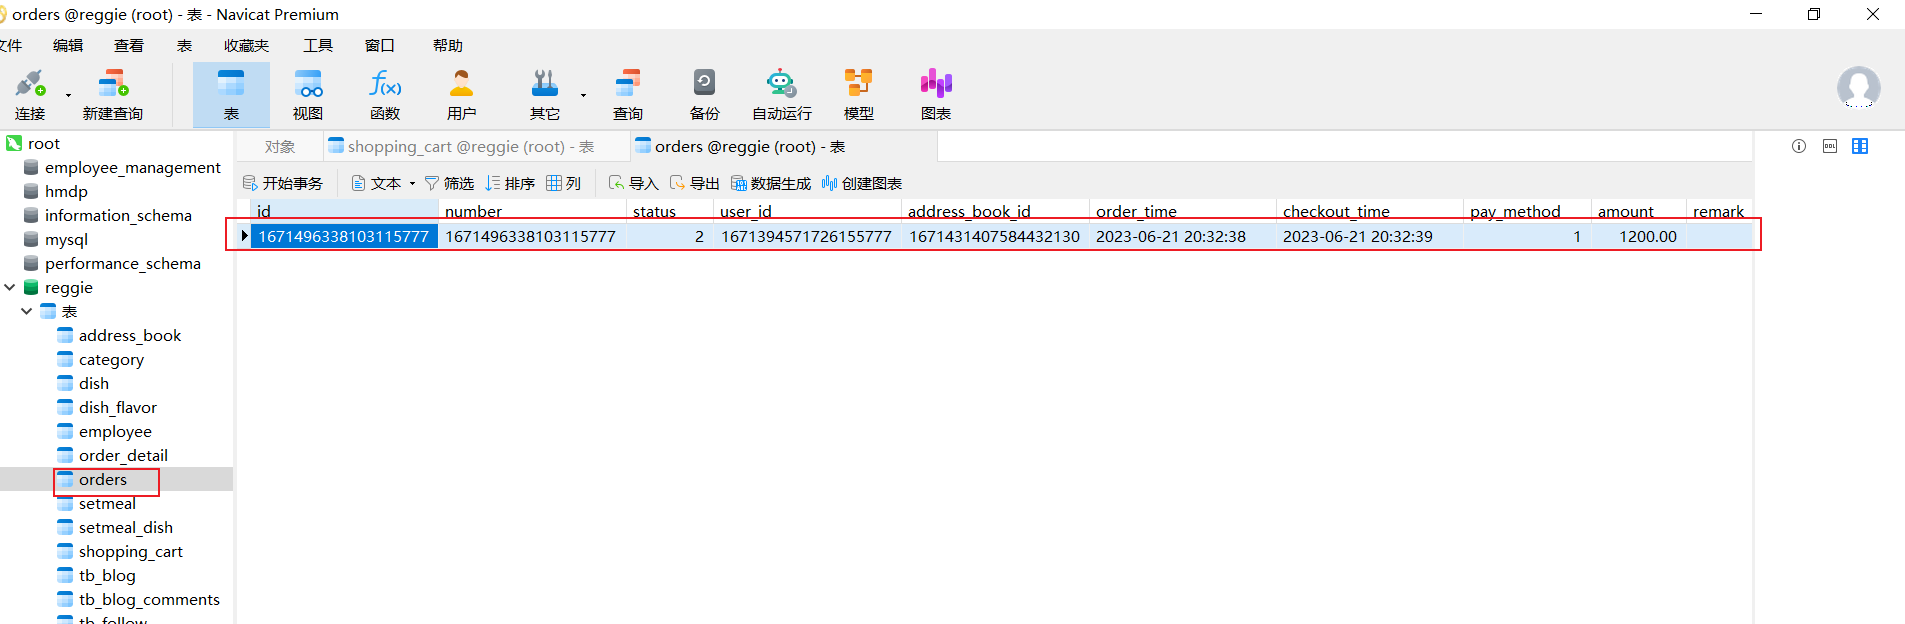 orders @reggie (root) - 表 - Navicat Premium
文件 编辑 查看 表 收藏夹 工具 窗口 帮助
连接 新建查询 表 视图 函数 用户 其它 查询 备份 自动运行 模型 图表
root
employee_management
hmdp
information_schema
mysql
performance_schema
reggie
表
address_book
category
dish
dish_flavor
employee
order_detail
orders
setmeal
setmeal_dish
shopping_cart
tb_blog
tb_blog_comments
tb_follow
对象 shopping_cart @reggie (root) - 表 orders @reggie (root) - 表
开始事务 文本 筛选 排序 列 导入 导出 数据生成 创建图表
id number status user_id address_book_id order_time checkout_time pay_method amount remark
1671496338103115777 1671496338103115777 2 1671394571726155777 1671431407584432130 2023-06-21 20:32:38 2023-06-21 20:32:39 1 1200.00